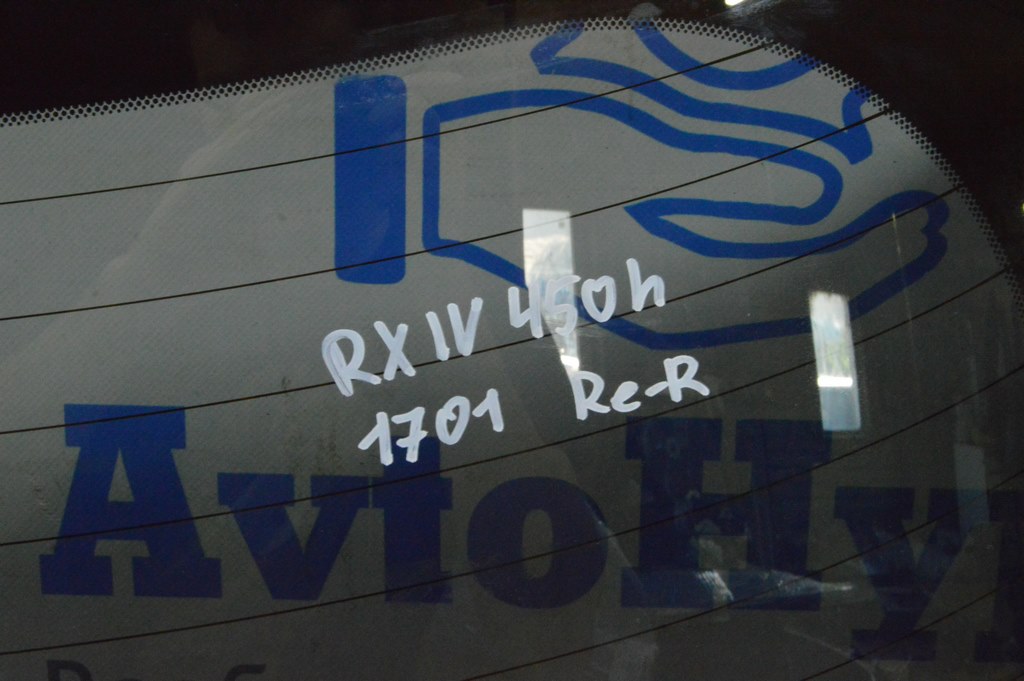 RX IV 450h
1701 Re-R
AvtoHy